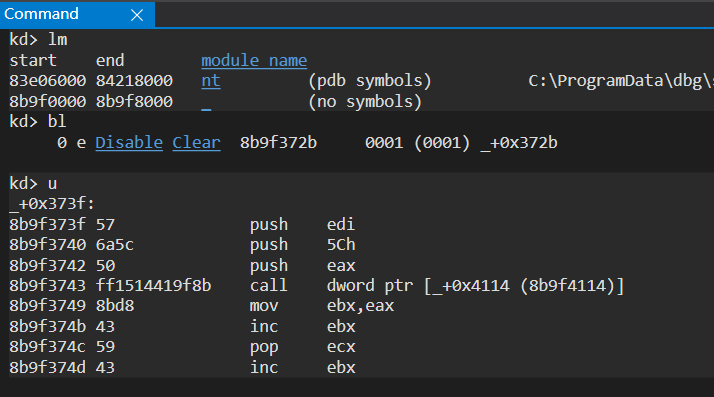 Command
kd> lm
start end module name
83e06000 84218000 nt (pdb symbols) C:\ProgramData\dbg\
8b9f0000 8b9f8000 _ (no symbols)
kd> bl
0 e Disable Clear 8b9f372b 0001 (0001) _+0x372b
kd> u
_+0x373f:
8b9f373f 57 push edi
8b9f3740 6a5c push 5Ch
8b9f3742 50 push eax
8b9f3743 ff1514419f8b call dword ptr [_+0x4114 (8b9f4114)]
8b9f3749 8bd8 mov ebx,eax
8b9f374b 43 inc ebx
8b9f374c 59 pop ecx
8b9f374d 43 inc ebx